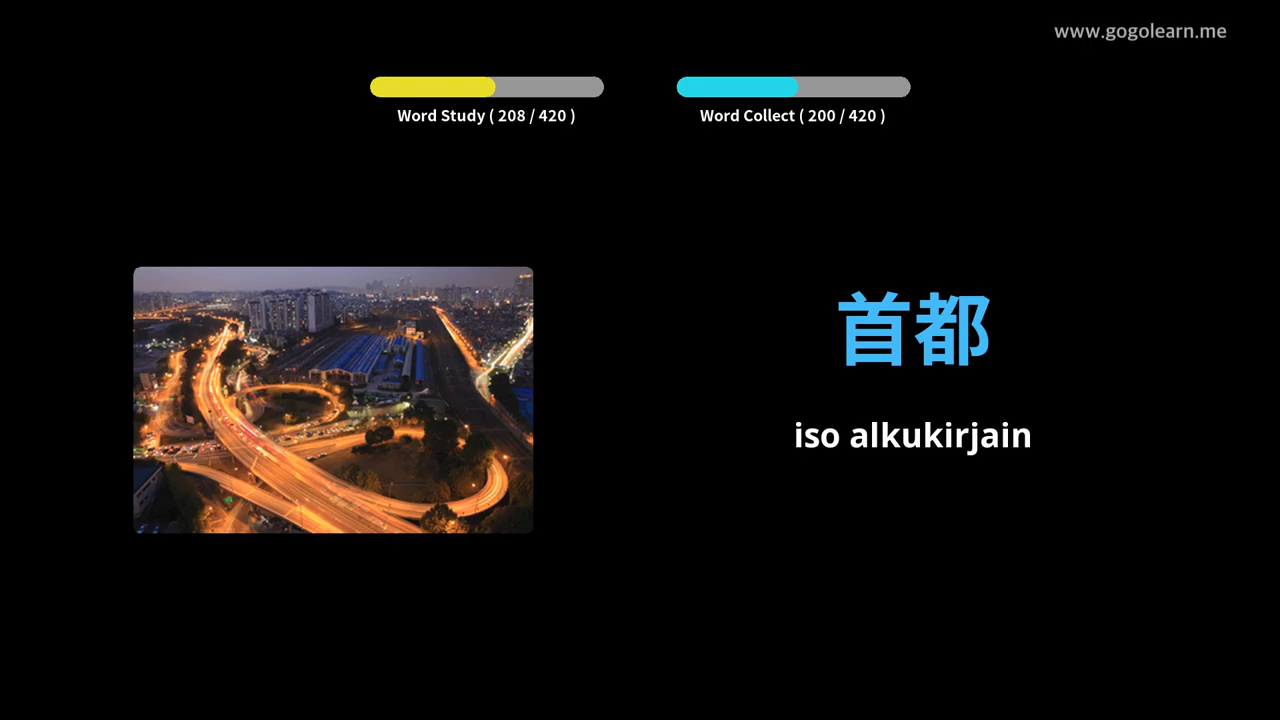 www.gogolearn.me
Word Study ( 208 / 420 )
Word Collect ( 200 / 420 )
首都
iso alkukirjain